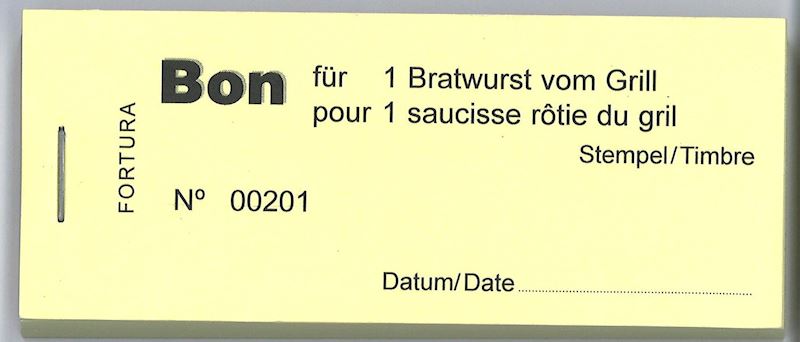 FORTURA
Bon für 1 Bratwurst vom Grill
pour 1 saucisse rôtie du gril
Stempel/Timbre
Nº 00201
Datum/Date